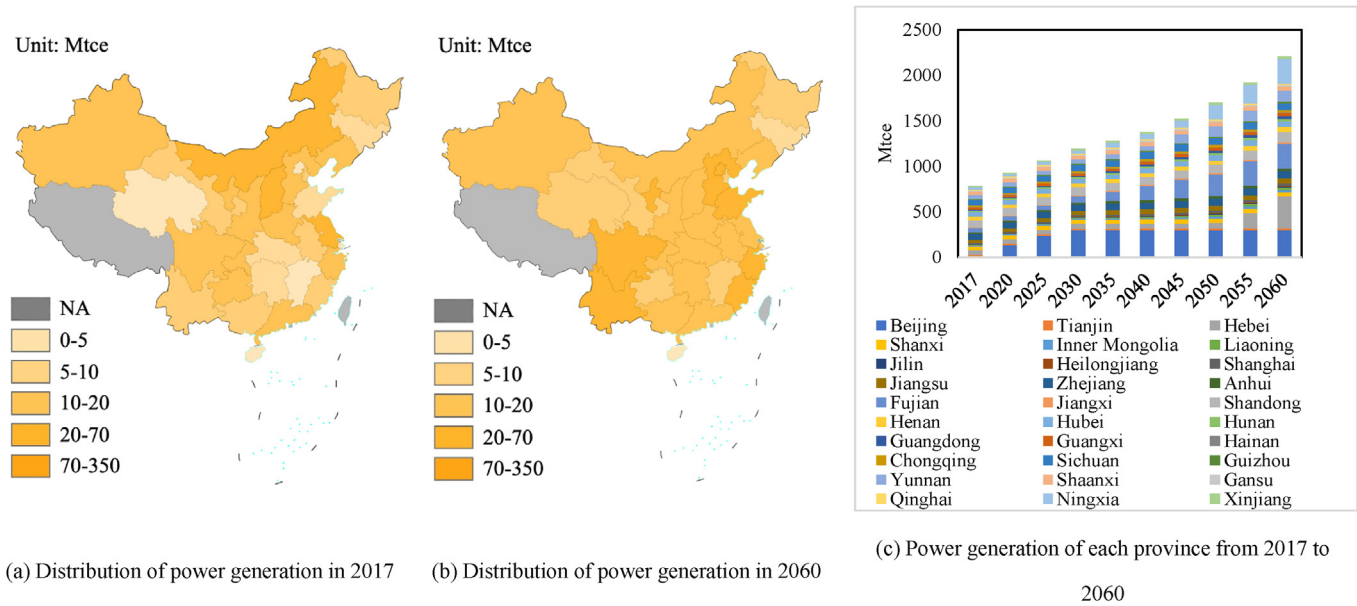 Unit: Mtce
NA
0-5
5-10
10-20
20-70
70-350
(a) Distribution of power generation in 2017
Unit: Mtce
NA
0-5
5-10
10-20
20-70
70-350
(b) Distribution of power generation in 2060
Mtce
2500
2000
1500
1000
500
0
2017 2020 2025 2030 2035 2040 2045 2050 2055 2060
Beijing Tianjin Hebei
Shanxi Inner Mongolia Liaoning
Jilin Heilongjiang Shanghai
Jiangsu Zhejiang Anhui
Fujian Jiangxi Shandong
Henan Hubei Hunan
Guangdong Guangxi Hainan
Chongqing Sichuan Guizhou
Yunnan Shaanxi Gansu
Qinghai Ningxia Xinjiang
(c) Power generation of each province from 2017 to
2060